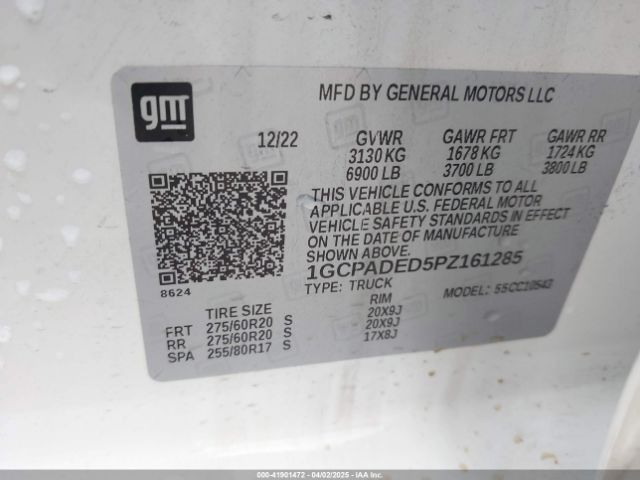 gm
MFD BY GENERAL MOTORS LLC
12/22 GVWR GAWR FRT GAWR RR
3130 KG 1678 KG 1724 KG
6900 LB 3700 LB 3800 LB
THIS VEHICLE CONFORMS TO ALL
APPLICABLE U.S. FEDERAL MOTOR
VEHICLE SAFETY STANDARDS IN EFFECT
ON THE DATE OF MANUFACTURE
SHOWN ABOVE.
1GCPADED5PZ161285
8624
TYPE: TRUCK MODEL: 5SCC10543
TIRE SIZE RIM
FRT 275/60R20 S 20X9J
RR 275/60R20 S 20X9J
SPA 255/80R17 S 17X8J
000-41901472 04/02/2025 COPYRIGHT IAA, LLC